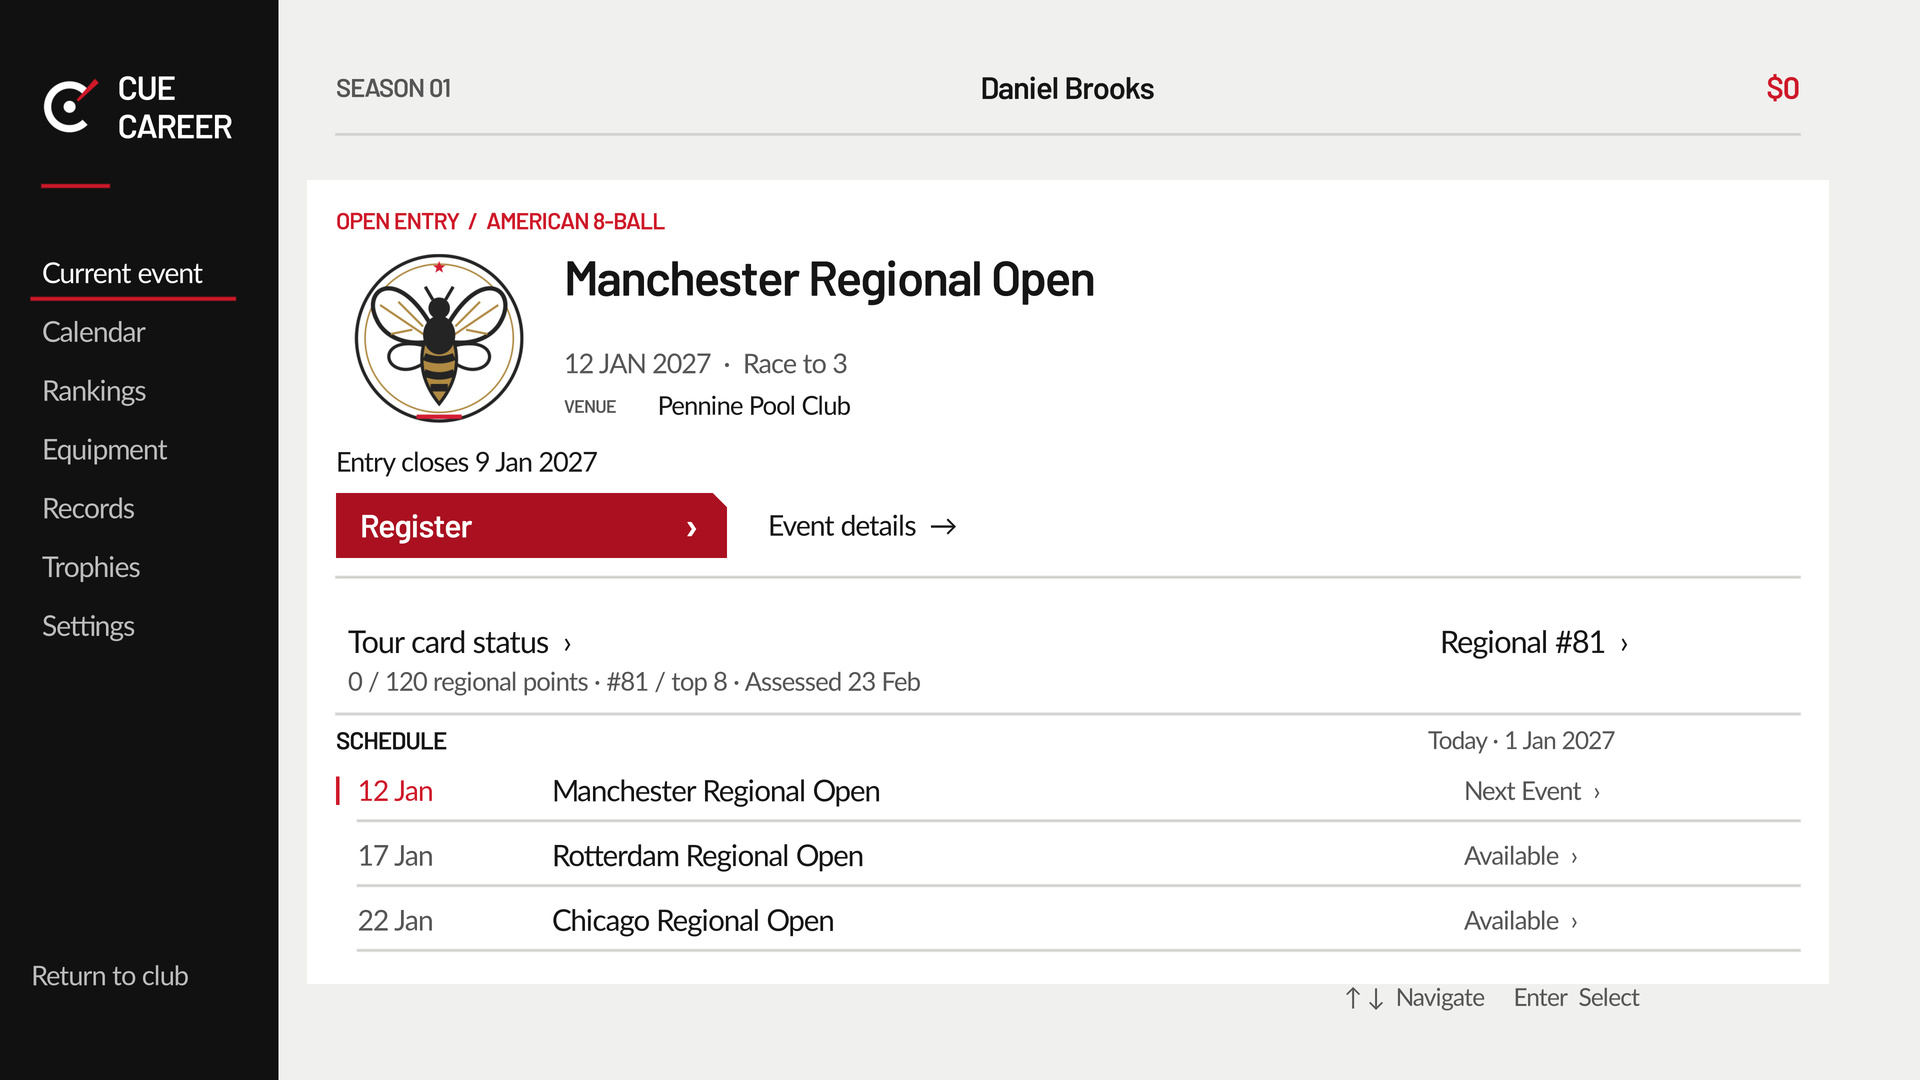 CUE
CAREER
Current event
Calendar
Rankings
Equipment
Records
Trophies
Settings
Return to club
SEASON 01
Daniel Brooks
$0
OPEN ENTRY / AMERICAN 8-BALL
Manchester Regional Open
12 JAN 2027 · Race to 3
VENUE Pennine Pool Club
Entry closes 9 Jan 2027
Register ›
Event details →
Tour card status ›
Regional #81 ›
0 / 120 regional points · #81 / top 8 · Assessed 23 Feb
SCHEDULE
Today · 1 Jan 2027
12 Jan Manchester Regional Open Next Event ›
17 Jan Rotterdam Regional Open Available ›
22 Jan Chicago Regional Open Available ›
↑ ↓ Navigate Enter Select